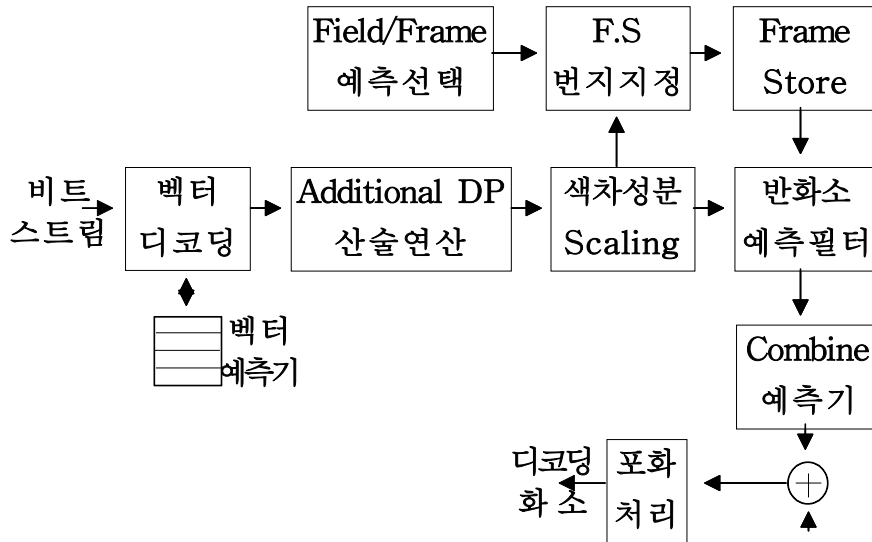 Field/Frame
예측선택
F.S
번지지정
Frame
Store
비트
스트림
벡터
디코딩
Additional DP
산술연산
색차성분
Scaling
반화소
예측필터
벡터
예측기
Combine
예측기
디코딩
화소
포화
처리